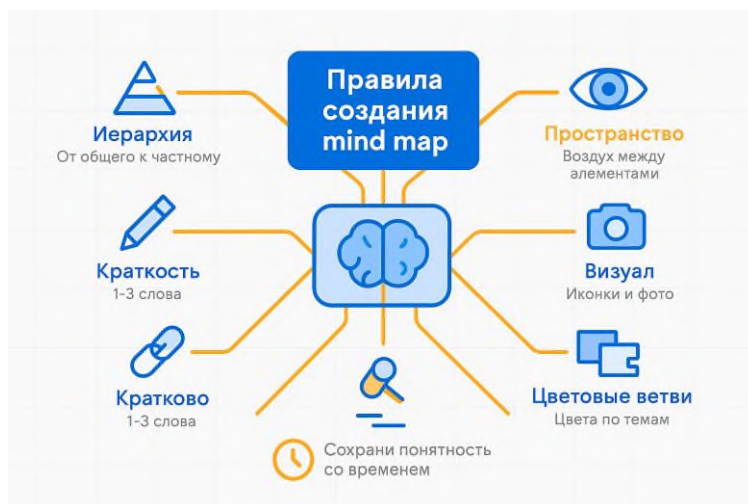 Правила
создания
mind map
Иерархия
От общего к частному
Краткость
1-3 слова
Кратково
1-3 слова
Пространство
Воздух между
алементами
Визуал
Иконки и фото
Цветовые ветви
Цвета по темам
Сохрани понятность
со временем